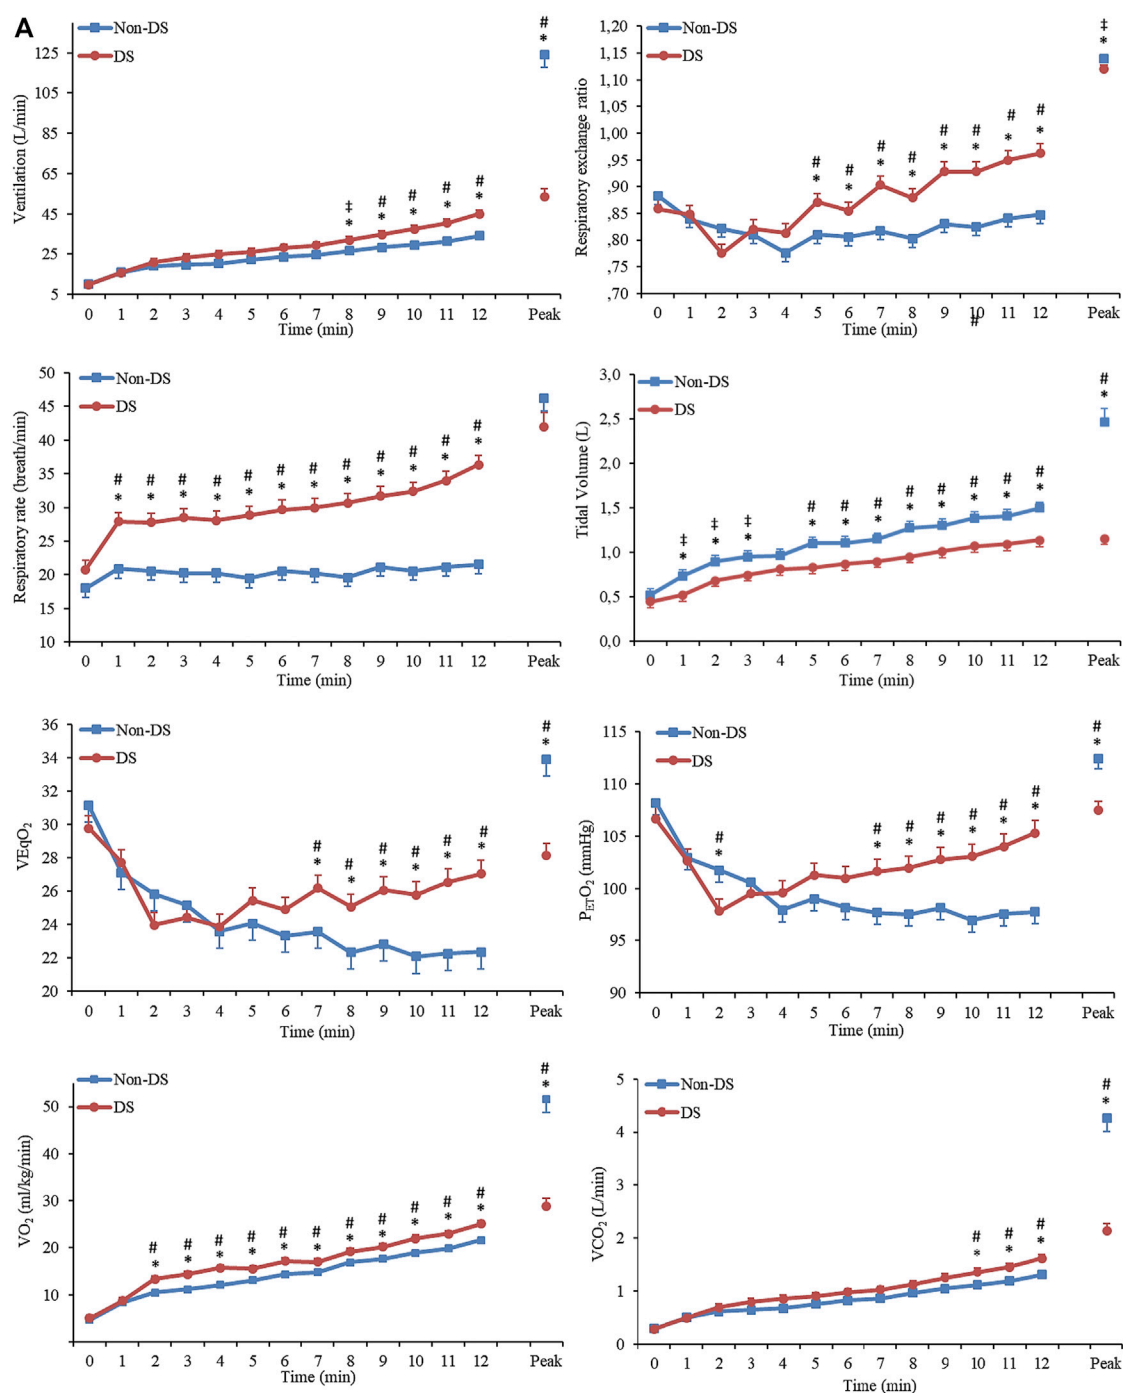 A
Non-DS
DS
Ventilation (L/min)
125
105
85
65
45
25
5
‡ # # # # #
* * * * * *
0 1 2 3 4 5 6 7 8 9 10 11 12 Peak
Time (min)
Non-DS
DS
Respiratory exchange ratio
1,20
1,15
1,10
1,05
1,00
,95
,90
,85
,80
,75
,70
# # # # # # # # ‡
* * * * * * * * *
0 1 2 3 4 5 6 7 8 9 10 11 12 Peak
Time (min)
#
Non-DS
DS
Respiratory rate (breath/min)
50
45
40
35
30
25
20
15
10
# # # # # # # # # # # #
* * * * * * * * * * * *
0 1 2 3 4 5 6 7 8 9 10 11 12 Peak
Time (min)
Non-DS
DS
Tidal Volume (L)
3,0
2,5
2,0
1,5
1,0
0,5
0,0
‡ ‡ ‡ # # # # # # # # #
* * * * * * * * * * * *
0 1 2 3 4 5 6 7 8 9 10 11 12 Peak
Time (min)
Non-DS
DS
VEqO₂
36
34
32
30
28
26
24
22
20
# # # # # # #
* * * * * * *
0 1 2 3 4 5 6 7 8 9 10 11 12 Peak
Time (min)
Non-DS
DS
PETO₂ (mmHg)
115
110
105
100
95
90
# # # # # # # #
* * * * * * * *
0 1 2 3 4 5 6 7 8 9 10 11 12 Peak
Time (min)
Non-DS
DS
VO₂ (ml/kg/min)
50
40
30
20
10
# # # # # # # # # # # #
* * * * * * * * * * * *
0 1 2 3 4 5 6 7 8 9 10 11 12 Peak
Time (min)
Non-DS
DS
VCO₂ (L/min)
5
4
3
2
1
0
# # # #
* * * *
0 1 2 3 4 5 6 7 8 9 10 11 12 Peak
Time (min)